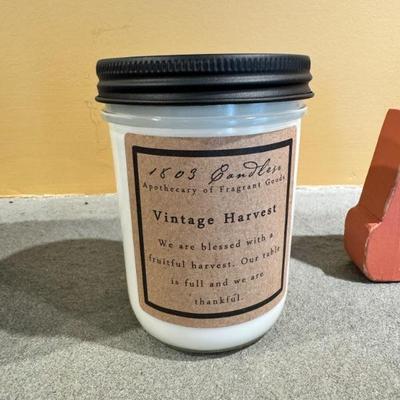 1803 Candles
Apothecary of Fragrant Goods
Vintage Harvest
We are blessed with a
fruitful harvest. Our table
is full and we are
thankful.